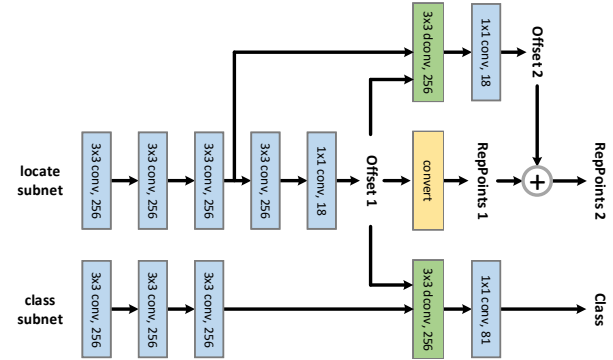 3x3 dconv, 256
1x1 conv, 18
Offset 2
locate
subnet
3x3 conv, 256
3x3 conv, 256
3x3 conv, 256
3x3 conv, 256
1x1 conv, 18
Offset 1
convert
RepPoints 1
+
RepPoints 2
class
subnet
3x3 conv, 256
3x3 conv, 256
3x3 conv, 256
3x3 dconv, 256
1x1 conv, 81
Class